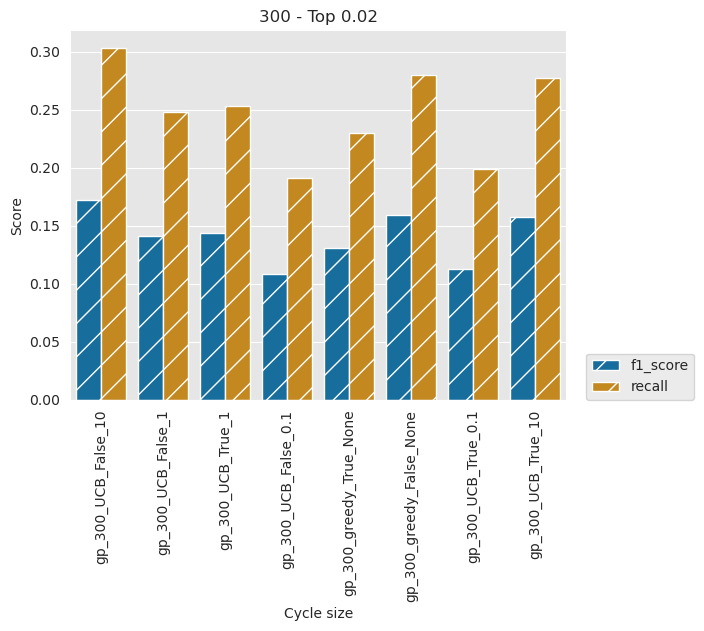 300 - Top 0.02
Score
0.30
0.25
0.20
0.15
0.10
0.05
0.00
gp_300_UCB_False_10
gp_300_UCB_False_1
gp_300_UCB_True_1
gp_300_UCB_False_0.1
gp_300_greedy_True_None
gp_300_greedy_False_None
gp_300_UCB_True_0.1
gp_300_UCB_True_10
Cycle size
f1_score
recall